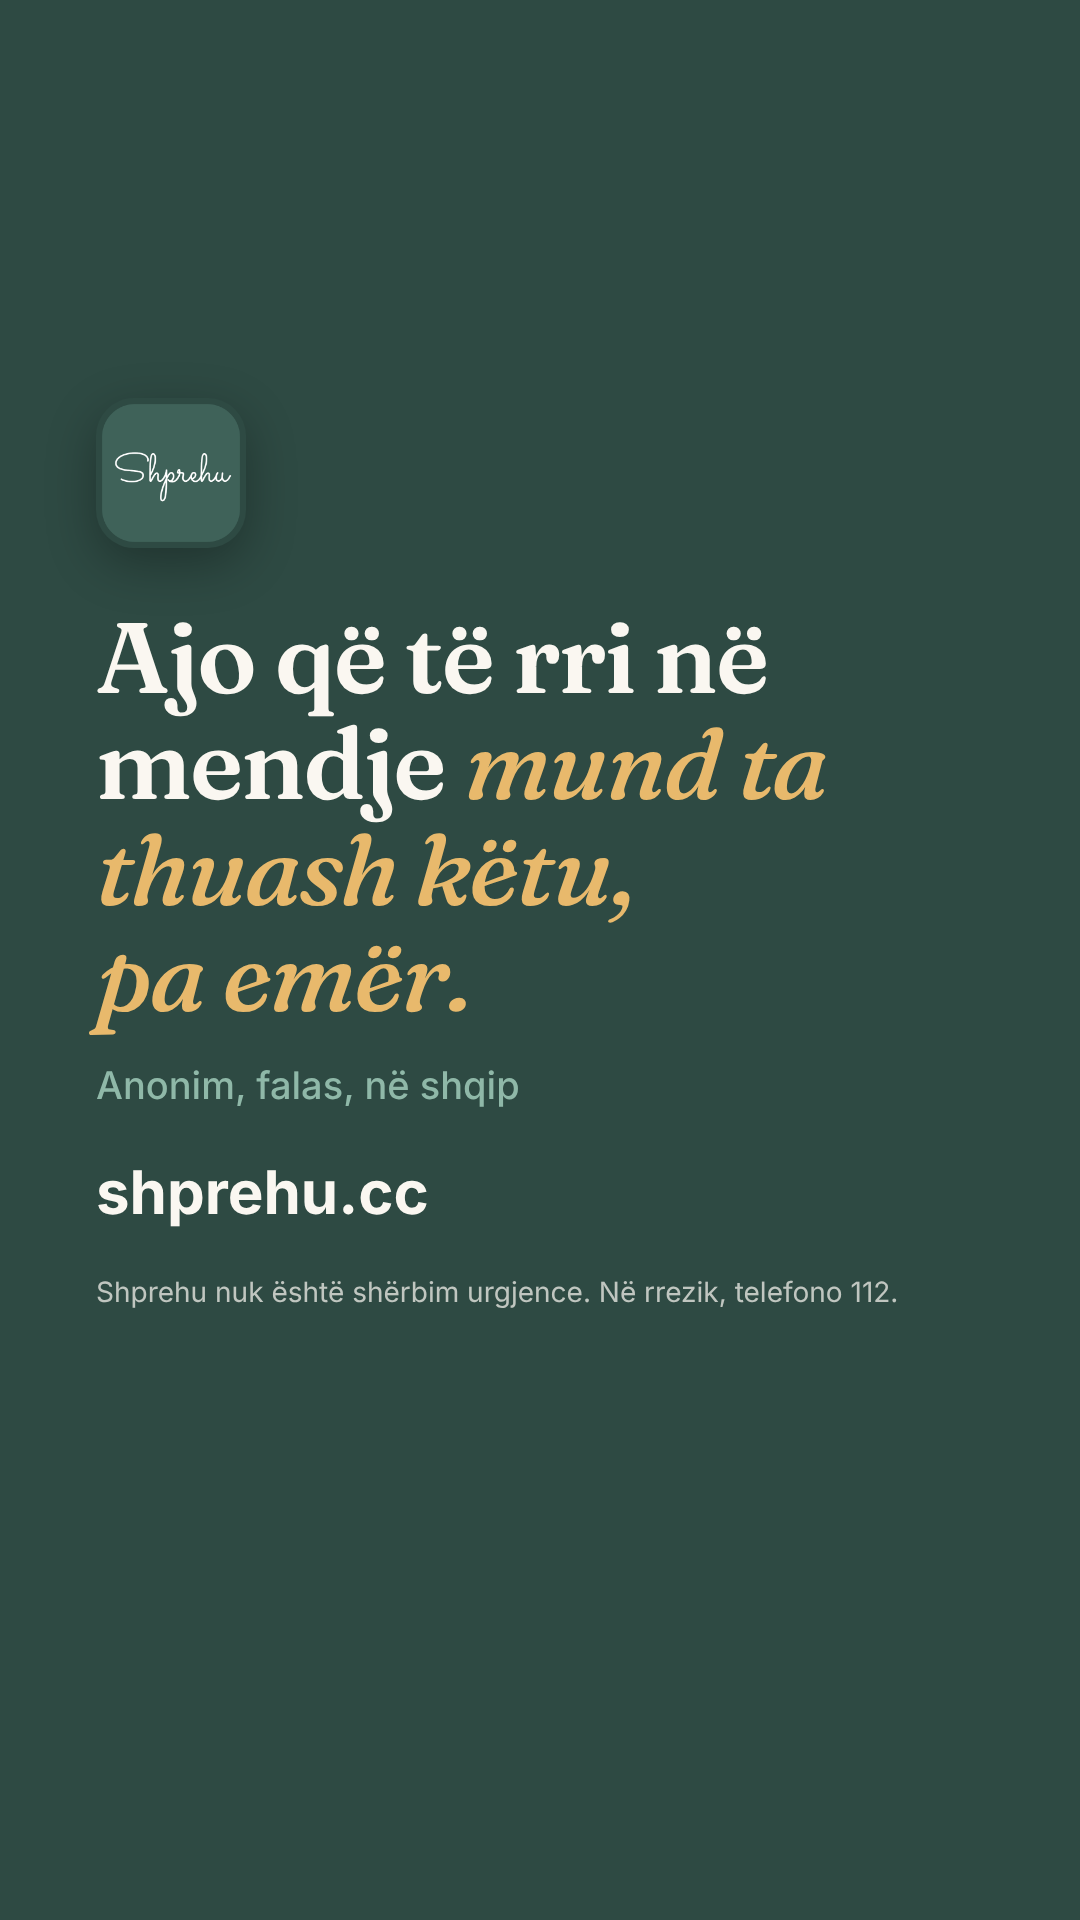 Shprehu
Ajo që të rri në
mendje mund ta
thuash këtu,
pa emër.
Anonim, falas, në shqip
shprehu.cc
Shprehu nuk është shërbim urgjence. Në rrezik, telefono 112.